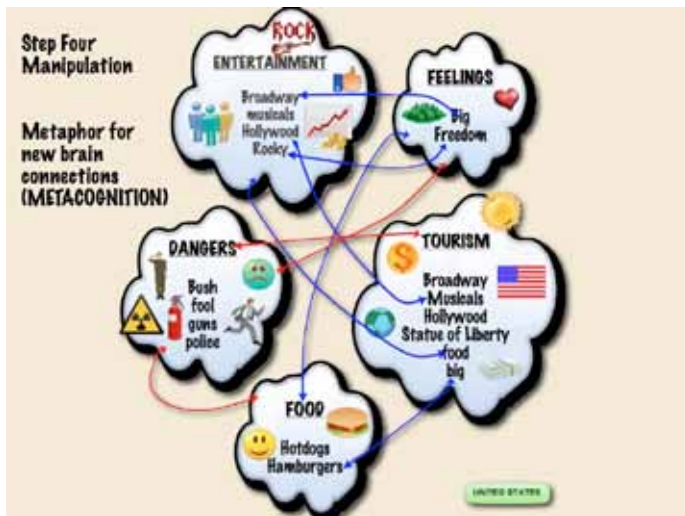 Step Four
Manipulation
Metaphor for
new brain
connections
(METACOGNITION)
ROCK
ENTERTAINMENT
Broadway
musicals
Hollywood
Rocky
FEELINGS
Big
Freedom
DANGERS
Bush
fool
guns
police
TOURISM
Broadway
Musicals
Hollywood
Statue of Liberty
food
big
FOOD
Hotdogs
Hamburgers
UNITED STATES